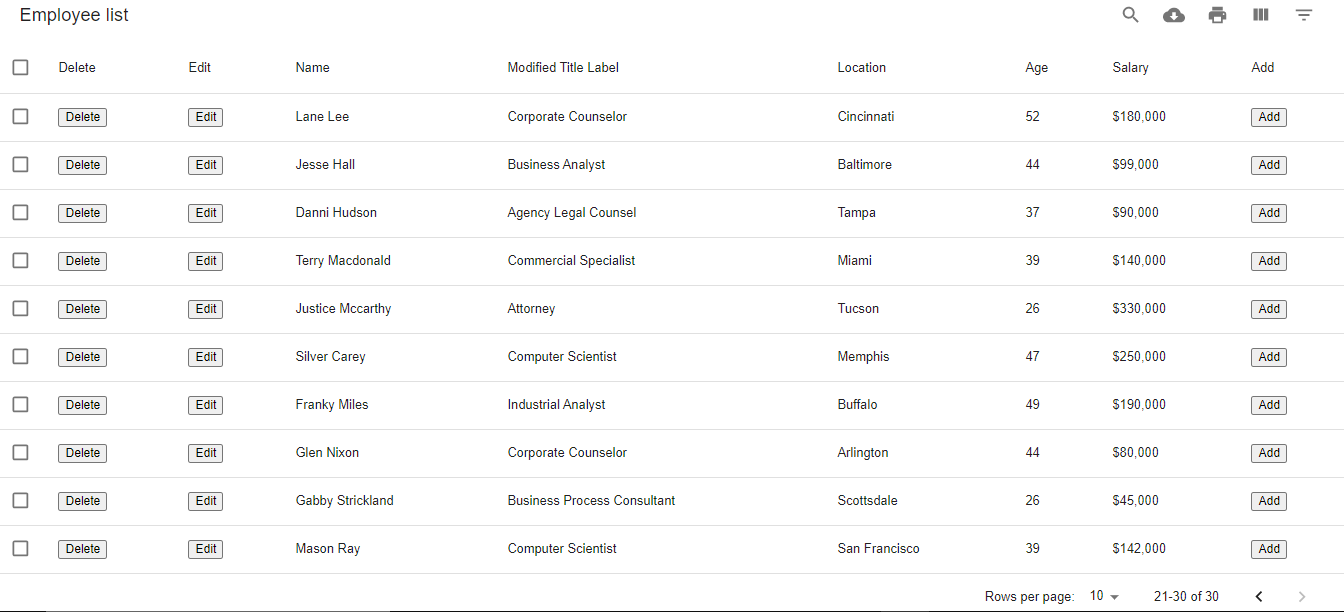 Employee list
Delete Edit Name Modified Title Label Location Age Salary Add
Delete Edit Lane Lee Corporate Counselor Cincinnati 52 $180,000 Add
Delete Edit Jesse Hall Business Analyst Baltimore 44 $99,000 Add
Delete Edit Danni Hudson Agency Legal Counsel Tampa 37 $90,000 Add
Delete Edit Terry Macdonald Commercial Specialist Miami 39 $140,000 Add
Delete Edit Justice Mccarthy Attorney Tucson 26 $330,000 Add
Delete Edit Silver Carey Computer Scientist Memphis 47 $250,000 Add
Delete Edit Franky Miles Industrial Analyst Buffalo 49 $190,000 Add
Delete Edit Glen Nixon Corporate Counselor Arlington 44 $80,000 Add
Delete Edit Gabby Strickland Business Process Consultant Scottsdale 26 $45,000 Add
Delete Edit Mason Ray Computer Scientist San Francisco 39 $142,000 Add
Rows per page: 10 21-30 of 30